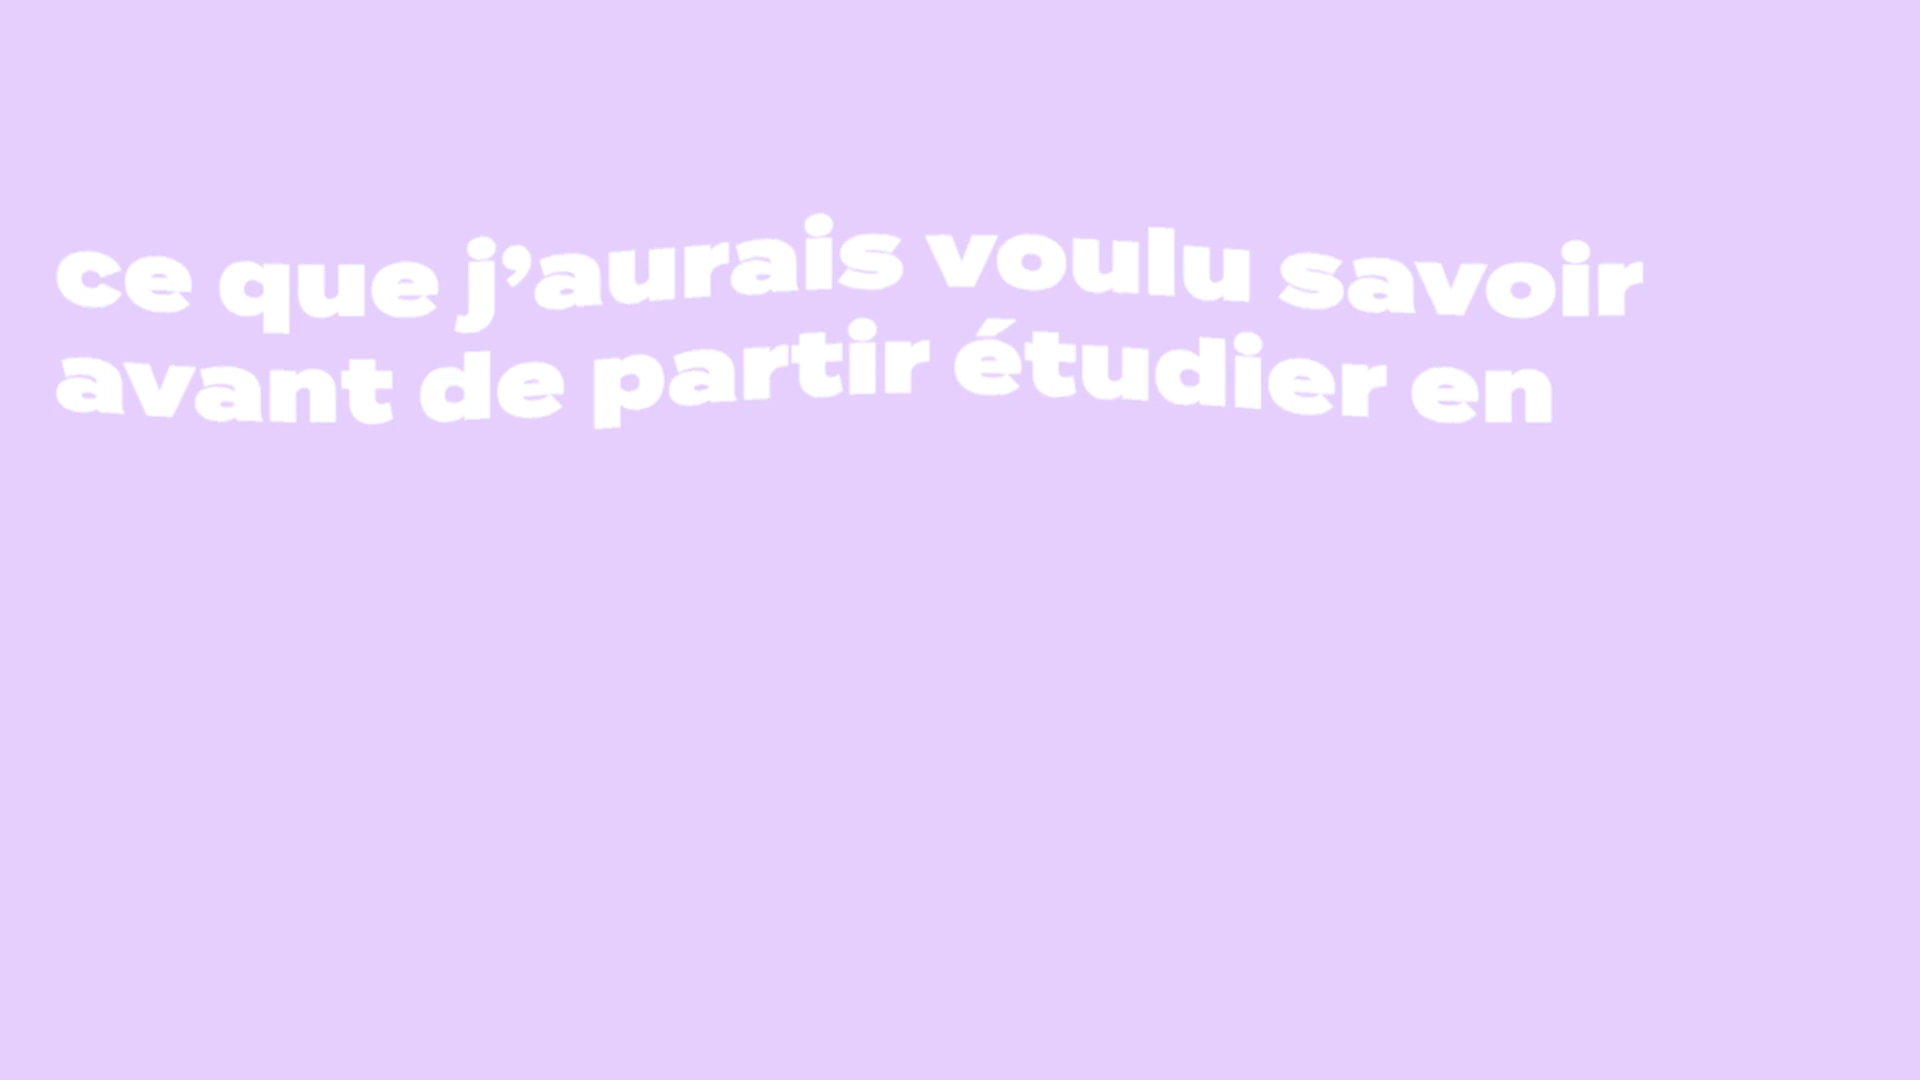 ce que j’aurais voulu savoir
avant de partir étudier en